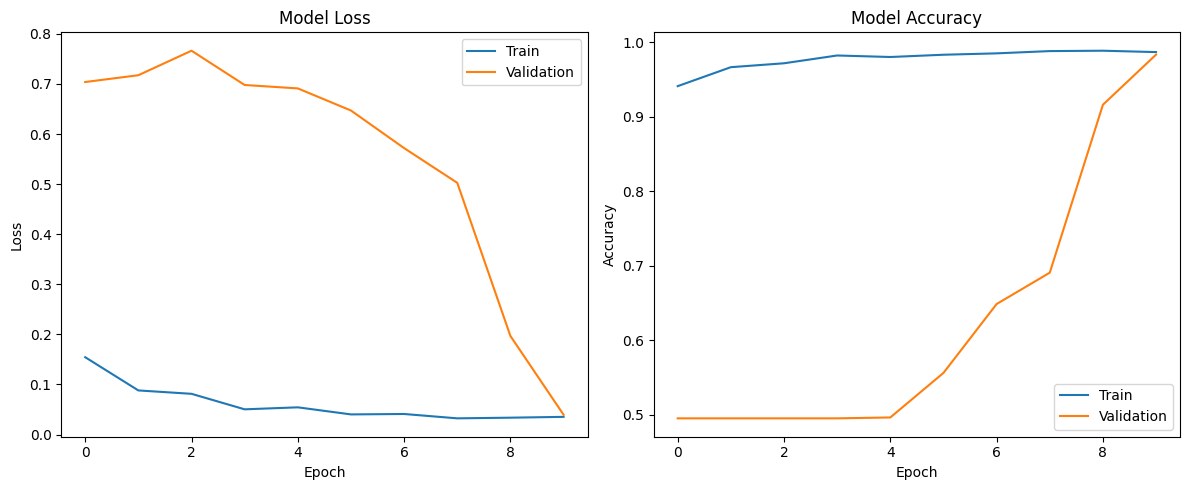 Model Loss
0.8
0.7
0.6
0.5
0.4
0.3
0.2
0.1
0.0
Loss
Train
Validation
0 2 4 6 8
Epoch
Model Accuracy
1.0
0.9
0.8
0.7
0.6
0.5
Accuracy
Train
Validation
0 2 4 6 8
Epoch